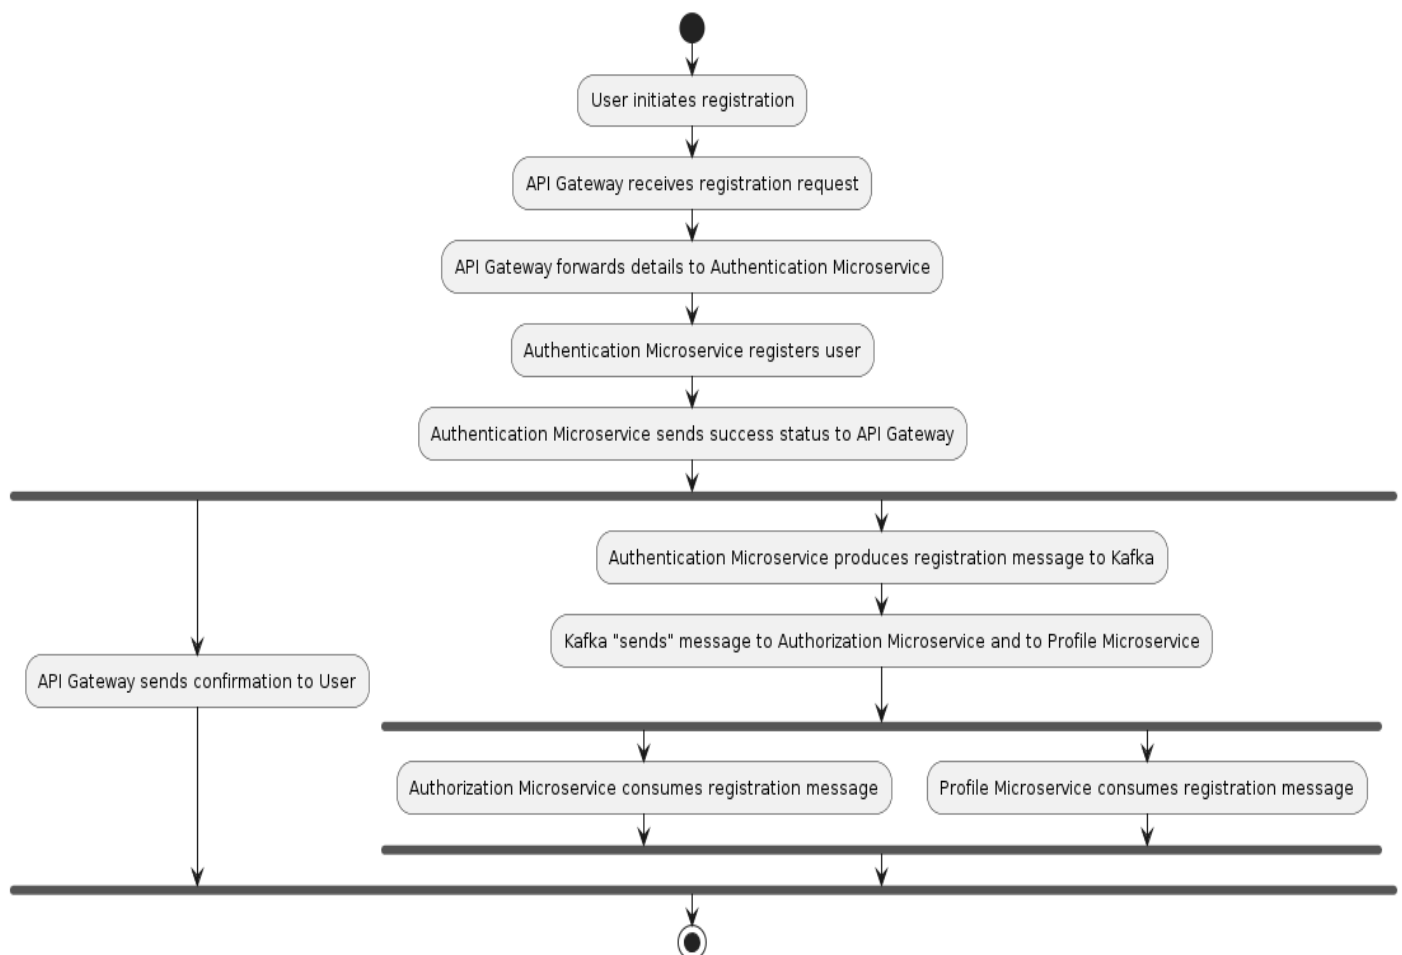 User initiates registration
API Gateway receives registration request
API Gateway forwards details to Authentication Microservice
Authentication Microservice registers user
Authentication Microservice sends success status to API Gateway
Authentication Microservice produces registration message to Kafka
Kafka "sends" message to Authorization Microservice and to Profile Microservice
API Gateway sends confirmation to User
Authorization Microservice consumes registration message
Profile Microservice consumes registration message